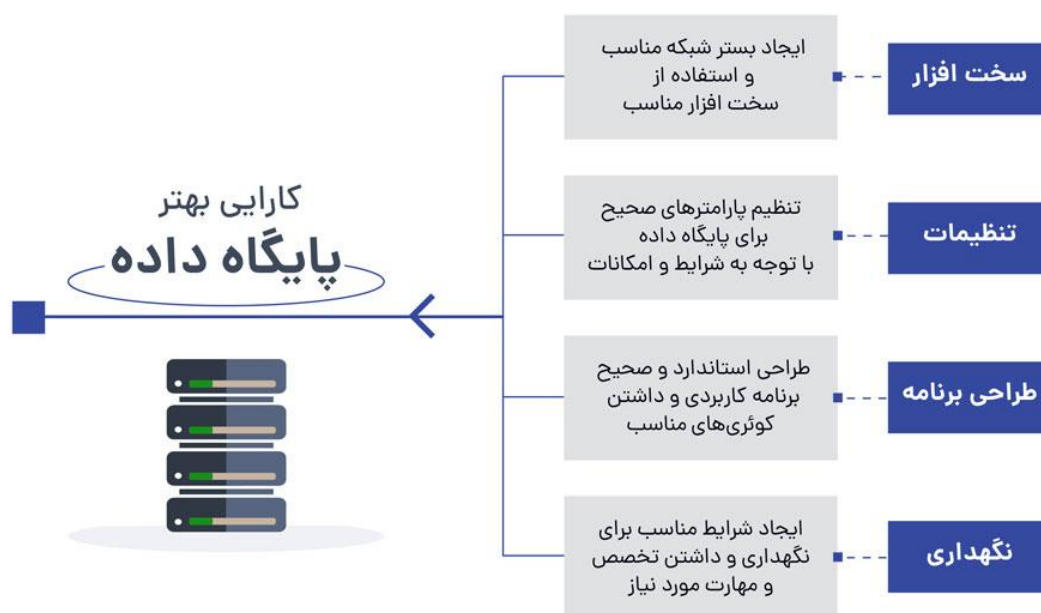 سخت افزار
ایجاد بستر شبکه مناسب
و استفاده از
سخت افزار مناسب
تنظیمات
تنظیم پارامترهای صحیح
برای پایگاه داده
با توجه به شرایط و امکانات
طراحی برنامه
طراحی استاندارد و صحیح
برنامه کاربردی و داشتن
کوئری‌های مناسب
نگهداری
ایجاد شرایط مناسب برای
نگهداری و داشتن تخصص
و مهارت مورد نیاز
کارایی بهتر
پایگاه داده